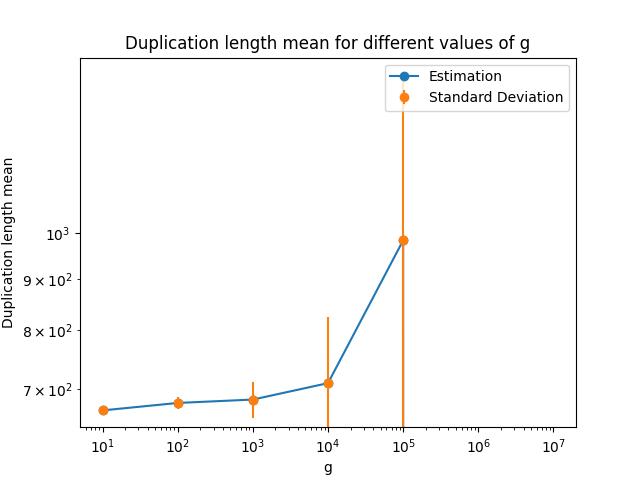 Duplication length mean for different values of g
Estimation
Standard Deviation
Duplication length mean
10³
9 × 10²
8 × 10²
7 × 10²
10¹ 10² 10³ 10⁴ 10⁵ 10⁶ 10⁷
g